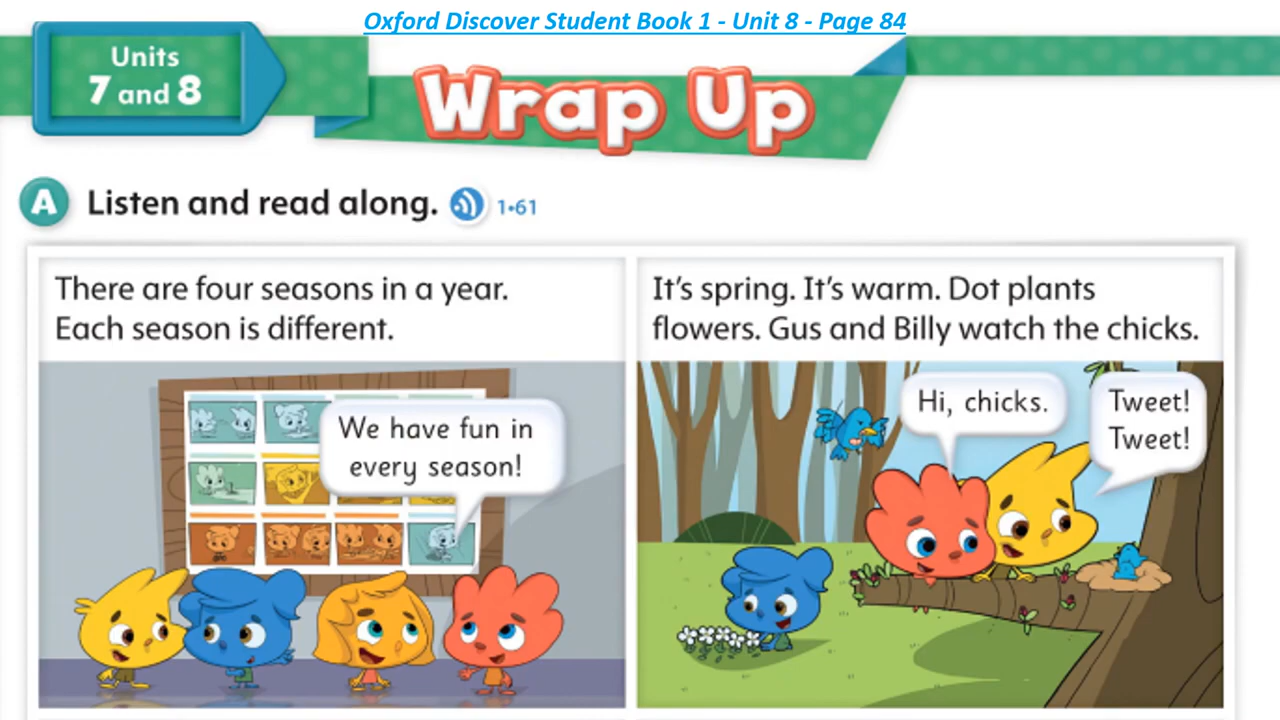 Oxford Discover Student Book 1 - Unit 8 - Page 84
Units
7 and 8
Wrap Up
A Listen and read along. 1•61
There are four seasons in a year.
Each season is different.
We have fun in
every season!
It's spring. It's warm. Dot plants
flowers. Gus and Billy watch the chicks.
Hi, chicks.
Tweet!
Tweet!